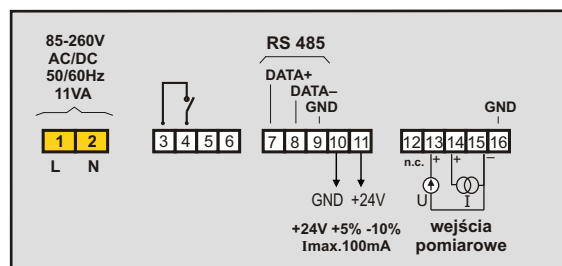 85-260V
AC/DC
50/60Hz
11VA
1 2
L N
3 4 5 6
RS 485
DATA+
DATA–
GND
7 8 9 10 11
GND +24V
+24V +5% -10%
Imax.100mA
GND
12 13 14 15 16
n.c. + + –
U I
wejścia
pomiarowe